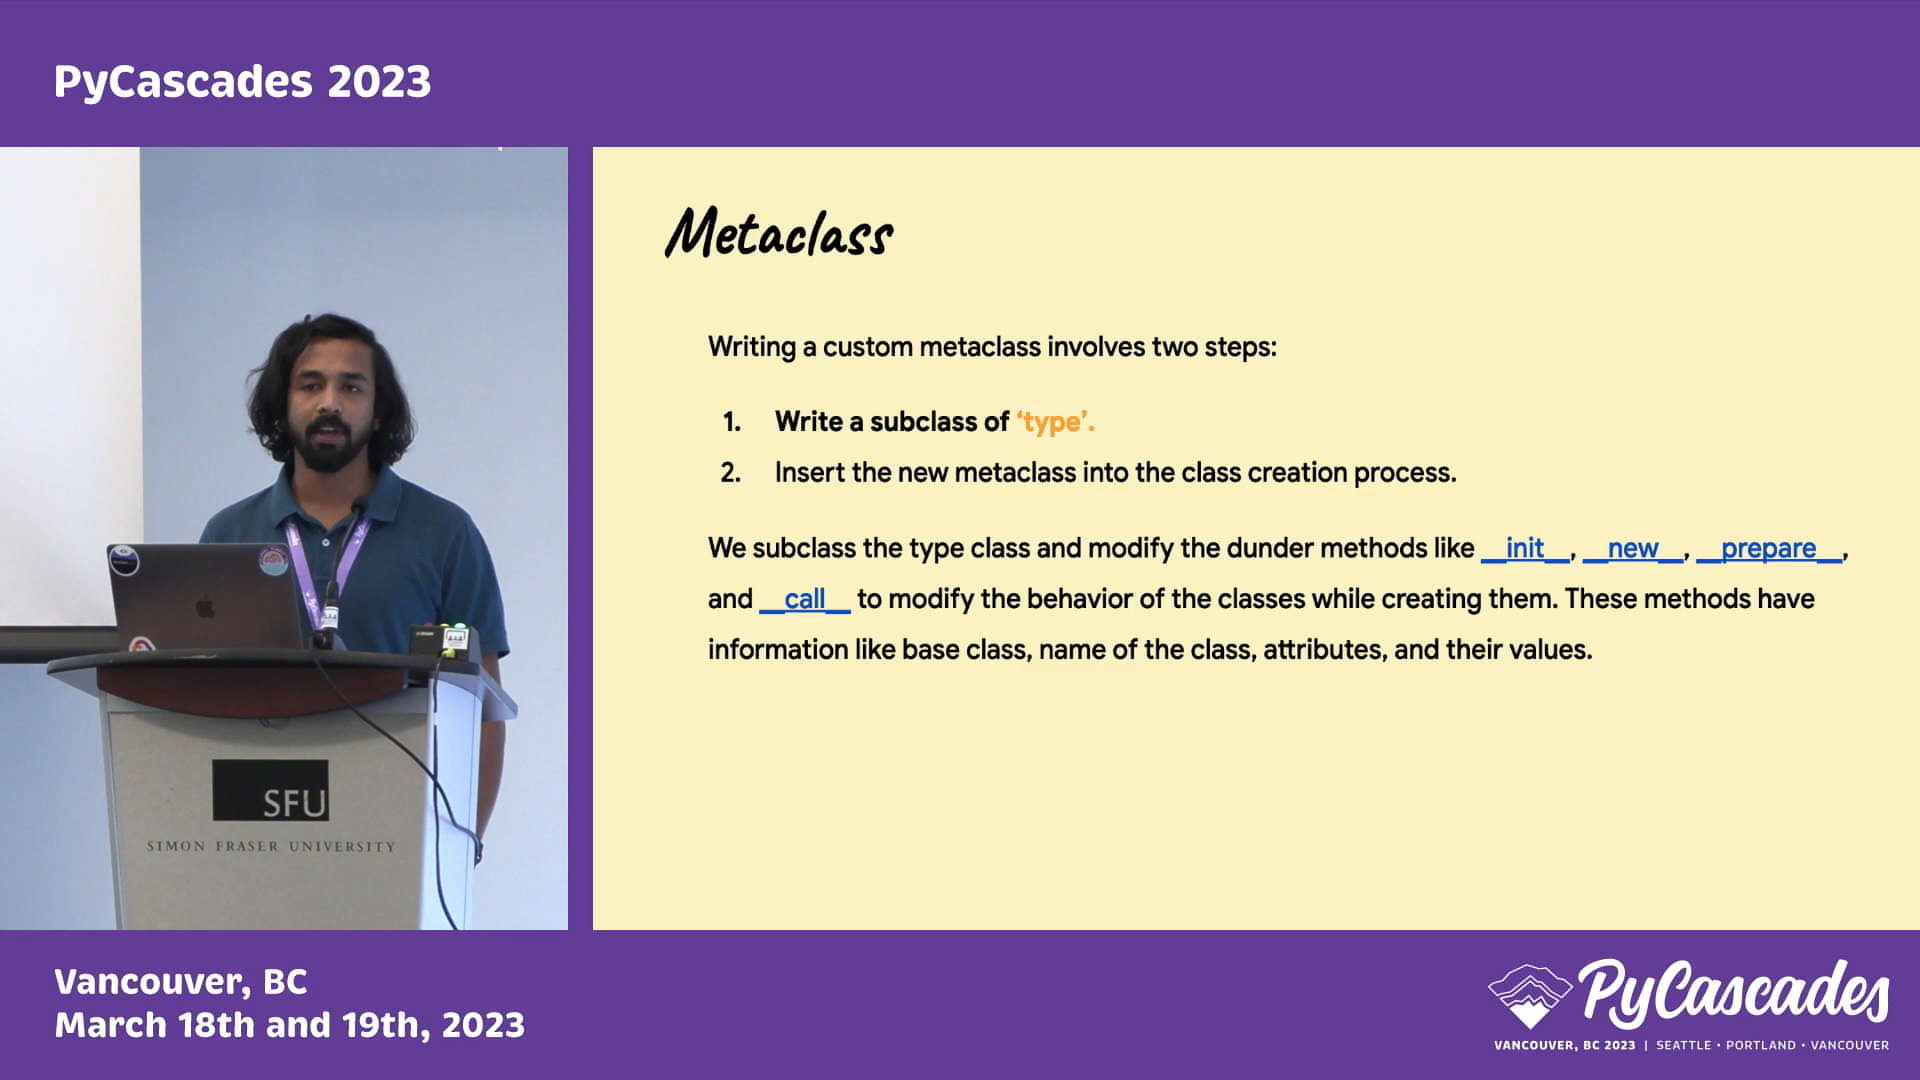 PyCascades 2023
Metaclass
Writing a custom metaclass involves two steps:
1. Write a subclass of ‘type’.
2. Insert the new metaclass into the class creation process.
We subclass the type class and modify the dunder methods like __init__, __new__, __prepare__,
and __call__ to modify the behavior of the classes while creating them. These methods have
information like base class, name of the class, attributes, and their values.
SFU
SIMON FRASER UNIVERSITY
Vancouver, BC
March 18th and 19th, 2023
PyCascades
VANCOUVER, BC 2023 | SEATTLE • PORTLAND • VANCOUVER